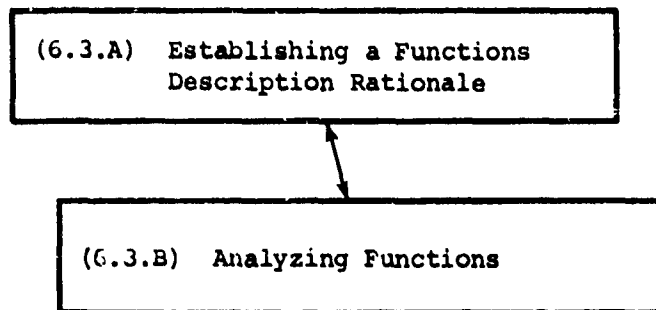 (6.3.A) Establishing a Functions
Description Rationale
(6.3.B) Analyzing Functions